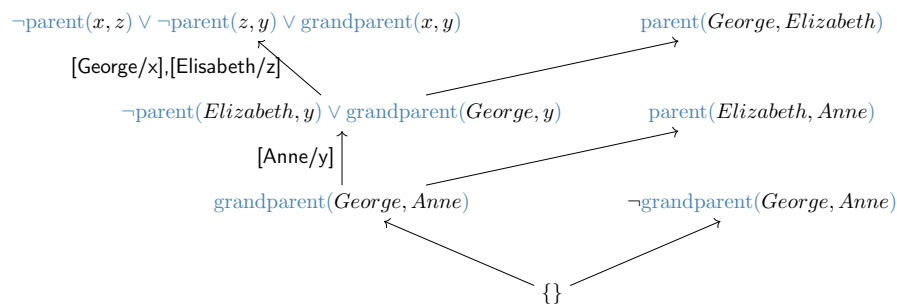 ¬parent(x, z) ∨ ¬parent(z, y) ∨ grandparent(x, y) parent(George, Elizabeth)
[George/x],[Elisabeth/z]
¬parent(Elizabeth, y) ∨ grandparent(George, y) parent(Elizabeth, Anne)
[Anne/y]
grandparent(George, Anne) ¬grandparent(George, Anne)
{}